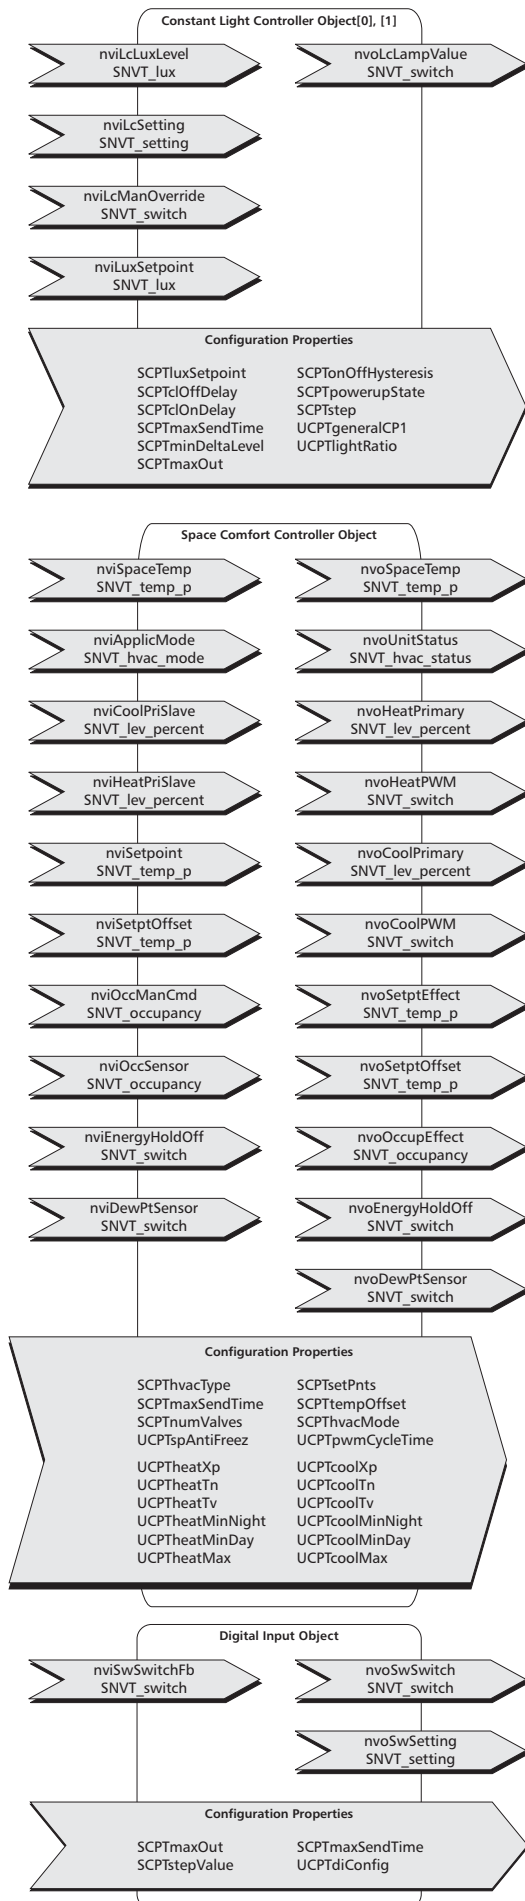 Constant Light Controller Object[0], [1]
nviLcLuxLevel
SNVT_lux
nvoLcLampValue
SNVT_switch
nviLcSetting
SNVT_setting
nviLcManOverride
SNVT_switch
nviLuxSetpoint
SNVT_lux
Configuration Properties
SCPTluxSetpoint SCPTonOffHysteresis
SCPTclOffDelay SCPTpowerupState
SCPTclOnDelay SCPTstep
SCPTmaxSendTime UCPTgeneralCP1
SCPTminDeltaLevel UCPTlightRatio
SCPTmaxOut
Space Comfort Controller Object
nviSpaceTemp
SNVT_temp_p
nvoSpaceTemp
SNVT_temp_p
nviApplicMode
SNVT_hvac_mode
nvoUnitStatus
SNVT_hvac_status
nviCoolPriSlave
SNVT_lev_percent
nvoHeatPrimary
SNVT_lev_percent
nviHeatPriSlave
SNVT_lev_percent
nvoHeatPWM
SNVT_switch
nviSetpoint
SNVT_temp_p
nvoCoolPrimary
SNVT_lev_percent
nviSetptOffset
SNVT_temp_p
nvoCoolPWM
SNVT_switch
nviOccManCmd
SNVT_occupancy
nvoSetptEffect
SNVT_temp_p
nviOccSensor
SNVT_occupancy
nvoSetptOffset
SNVT_temp_p
nviEnergyHoldOff
SNVT_switch
nvoOccupEffect
SNVT_occupancy
nviDewPtSensor
SNVT_switch
nvoEnergyHoldOff
SNVT_switch
nvoDewPtSensor
SNVT_switch
Configuration Properties
SCPThvacType SCPTsetPnts
SCPTmaxSendTime SCPTtempOffset
SCPTnumValves SCPThvacMode
UCPTspAntiFreez UCPTpwmCycleTime
UCPTheatXp UCPTcoolXp
UCPTheatTn UCPTcoolTn
UCPTheatTv UCPTcoolTv
UCPTheatMinNight UCPTcoolMinNight
UCPTheatMinDay UCPTcoolMinDay
UCPTheatMax UCPTcoolMax
Digital Input Object
nviSwSwitchFb
SNVT_switch
nvoSwSwitch
SNVT_switch
nvoSwSetting
SNVT_setting
Configuration Properties
SCPTmaxOut SCPTmaxSendTime
SCPTstepValue UCPTdiConfig